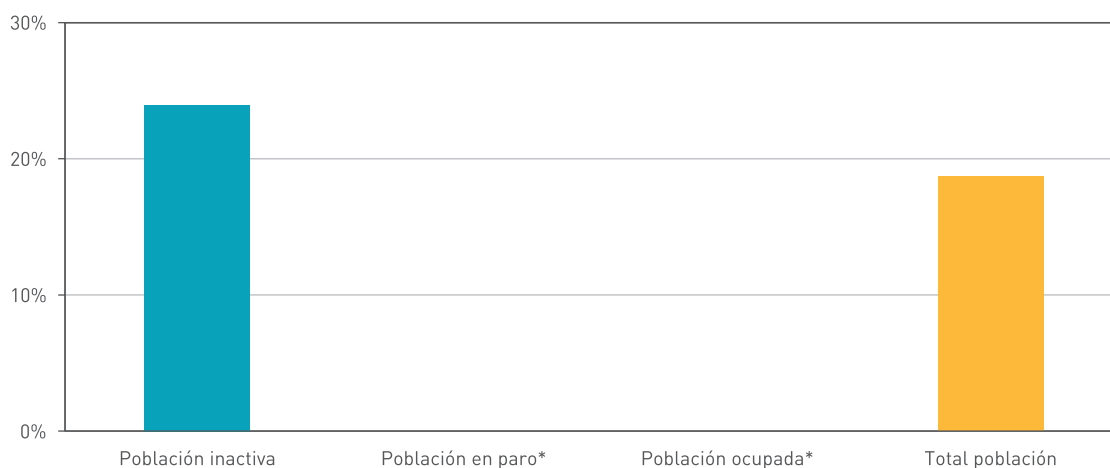 30%
20%
10%
0%
Población inactiva
Población en paro*
Población ocupada*
Total población